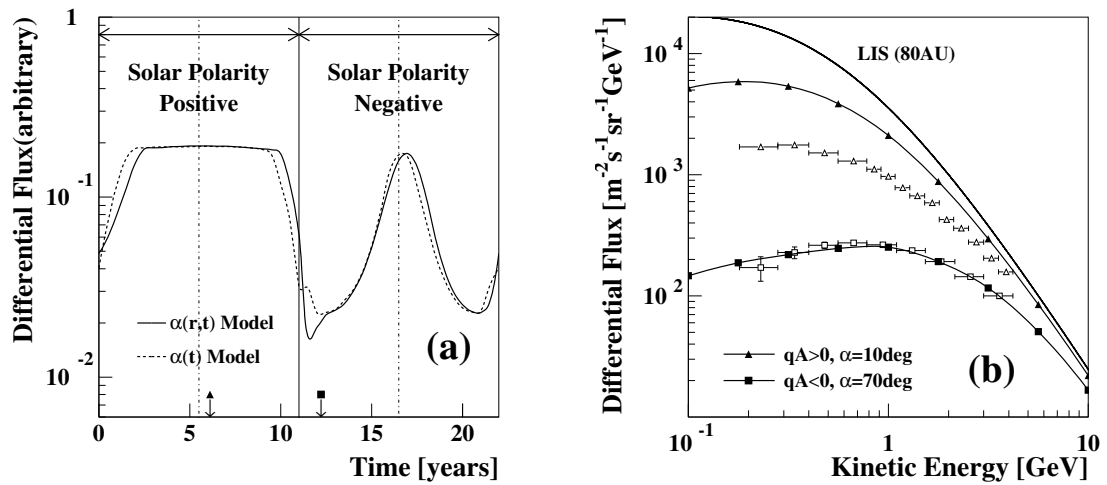 Differential Flux(arbitrary)
1
10^-1
10^-2
Solar Polarity
Positive
Solar Polarity
Negative
α(r,t) Model
α(t) Model
(a)
0 5 10 15 20
Time [years]
Differential Flux [m^-2s^-1sr^-1GeV^-1]
10^4
10^3
10^2
LIS (80AU)
qA>0, α=10deg
qA<0, α=70deg
(b)
10^-1 1 10
Kinetic Energy [GeV]